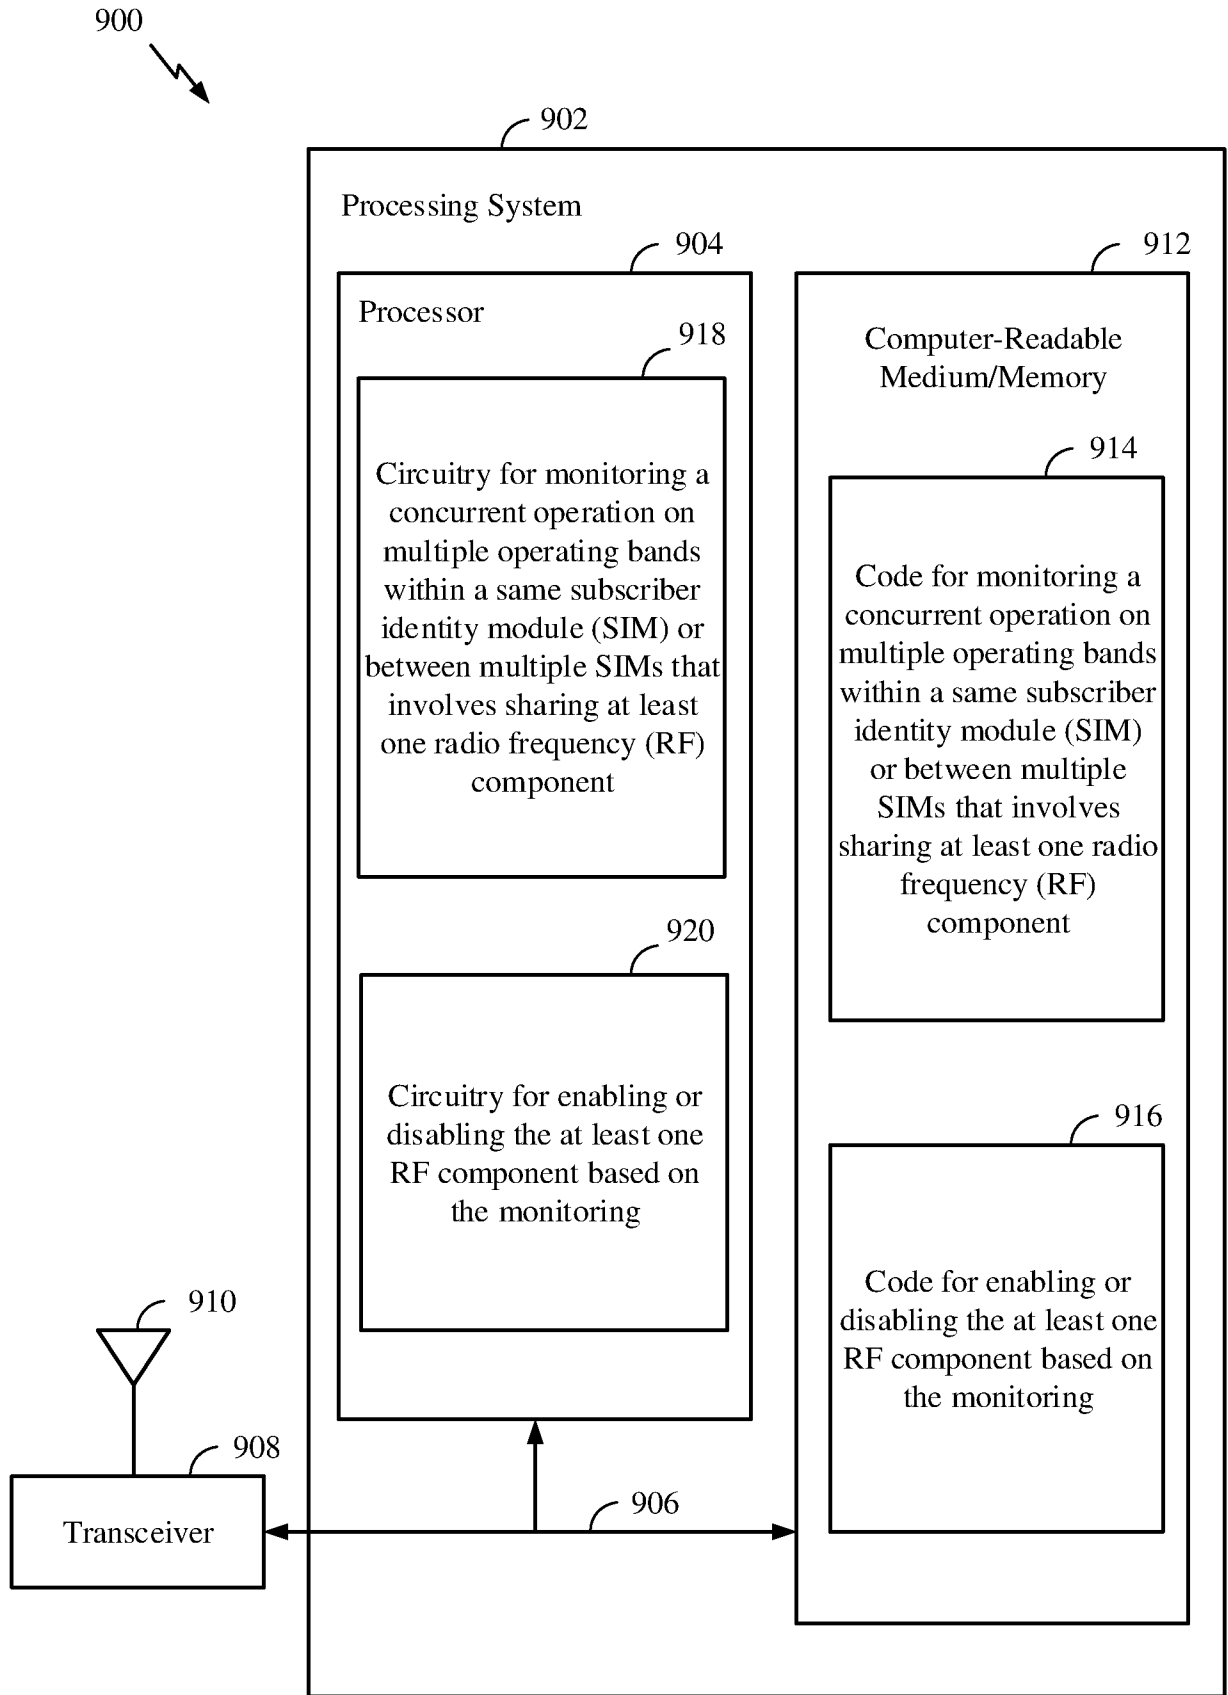 900
902
Processing System
904
Processor
918
Circuitry for monitoring a
concurrent operation on
multiple operating bands
within a same subscriber
identity module (SIM) or
between multiple SIMs that
involves sharing at least
one radio frequency (RF)
component
920
Circuitry for enabling or
disabling the at least one
RF component based on
the monitoring
912
Computer-Readable
Medium/Memory
914
Code for monitoring a
concurrent operation on
multiple operating bands
within a same subscriber
identity module (SIM)
or between multiple
SIMs that involves
sharing at least one radio
frequency (RF)
component
916
Code for enabling or
disabling the at least one
RF component based on
the monitoring
910
908
Transceiver
906